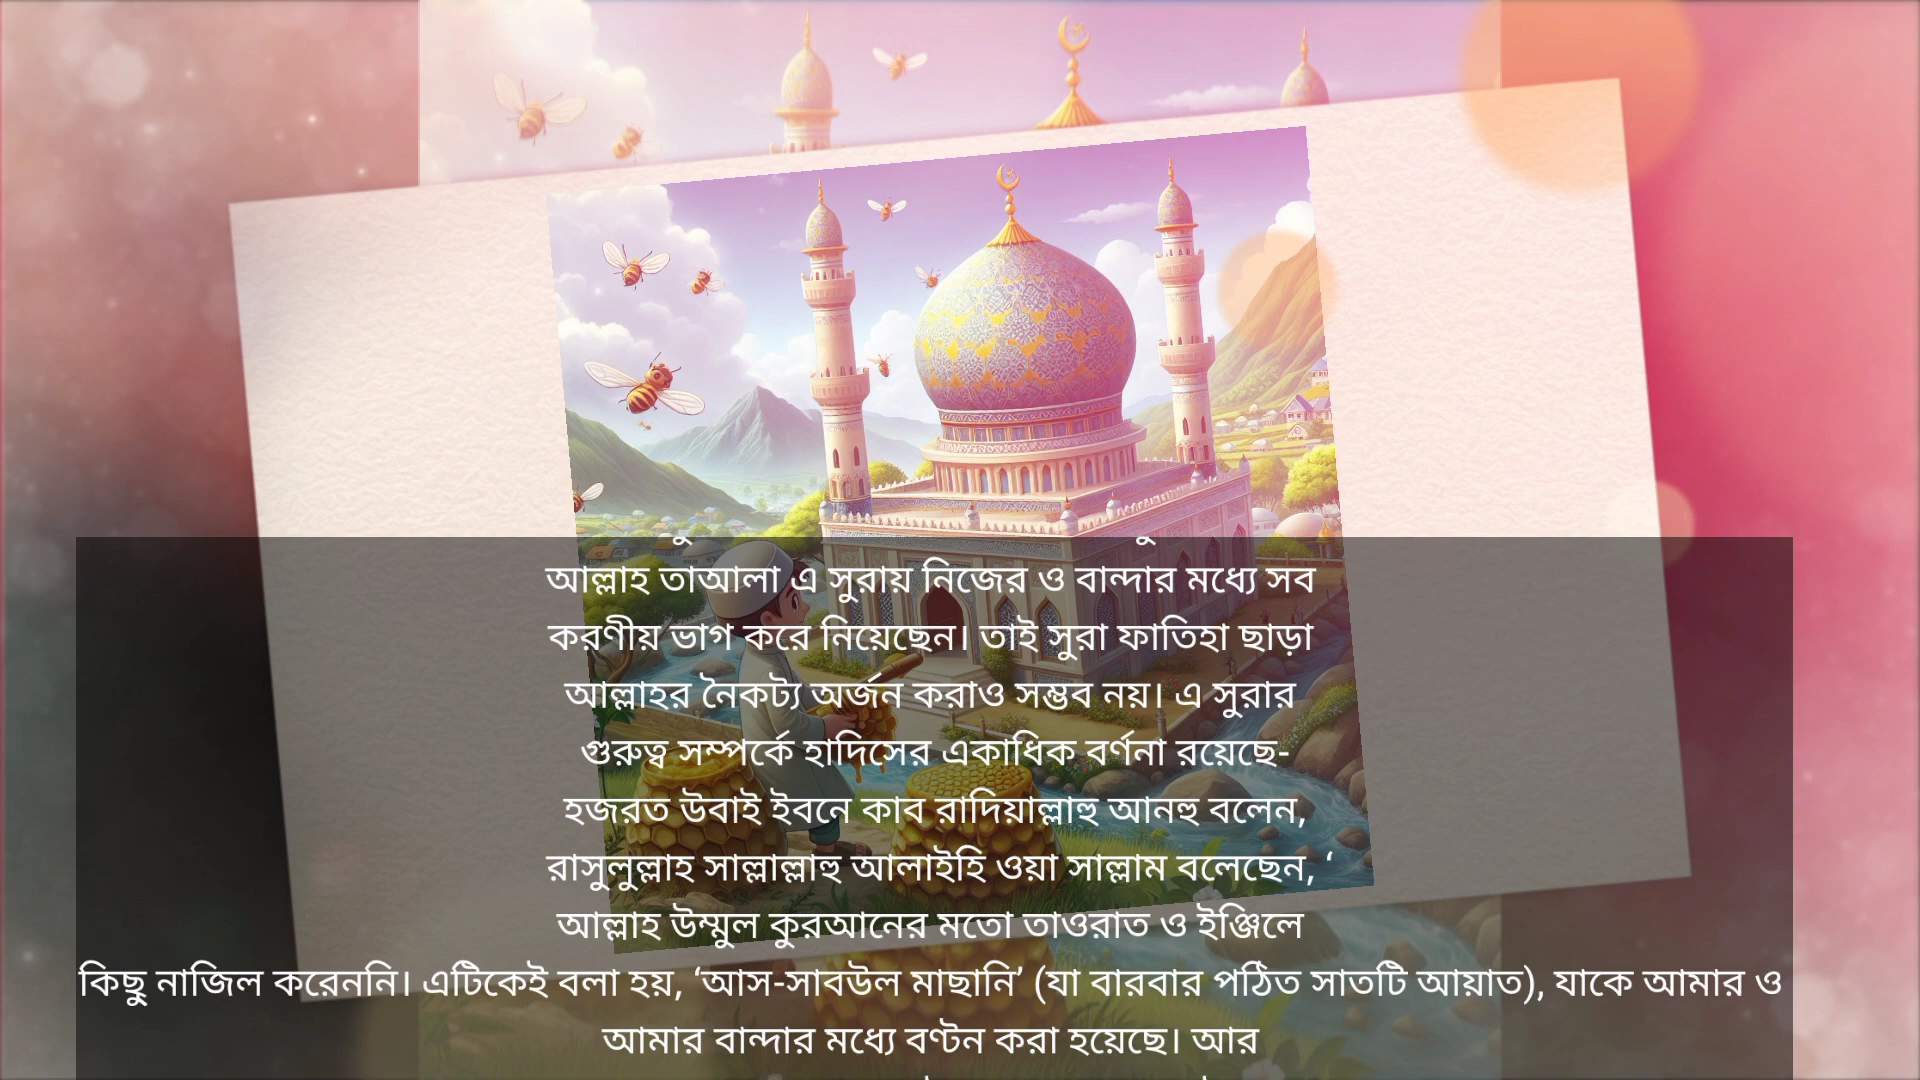 আল্লাহ তাআলা এ সুরায় নিজের ও বান্দার মধ্যে সব
করণীয় ভাগ করে নিয়েছেন। তাই সুরা ফাতিহা ছাড়া
আল্লাহর নৈকট্য অর্জন করাও সম্ভব নয়। এ সুরার
গুরুত্ব সম্পর্কে হাদিসের একাধিক বর্ণনা রয়েছে-
হজরত উবাই ইবনে কাব রাদিয়াল্লাহু আনহু বলেন,
রাসুলুল্লাহ সাল্লাল্লাহু আলাইহি ওয়া সাল্লাম বলেছেন, ‘
আল্লাহ উম্মুল কুরআনের মতো তাওরাত ও ইঞ্জিলে
কিছু নাজিল করেননি। এটিকেই বলা হয়, ‘আস-সাবউল মাছানি’ (যা বারবার পঠিত সাতটি আয়াত), যাকে আমার ও
আমার বান্দার মধ্যে বণ্টন করা হয়েছে। আর